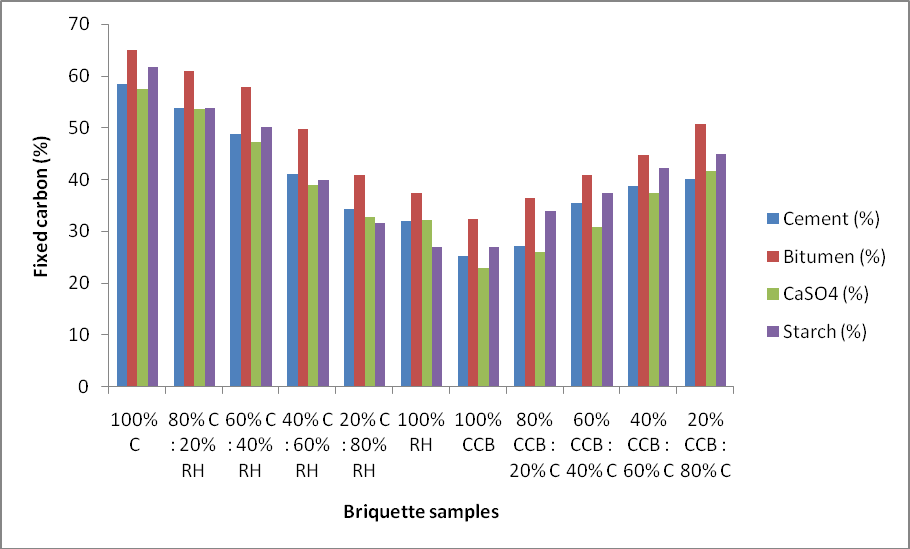 Fixed carbon (%)
70
60
50
40
30
20
10
0
100% C
80% C : 20% RH
60% C : 40% RH
40% C : 60% RH
20% C : 80% RH
100% RH
100% CCB
80% CCB : 20% C
60% CCB : 40% C
40% CCB : 60% C
20% CCB : 80% C
Briquette samples
Cement (%)
Bitumen (%)
CaSO4 (%)
Starch (%)